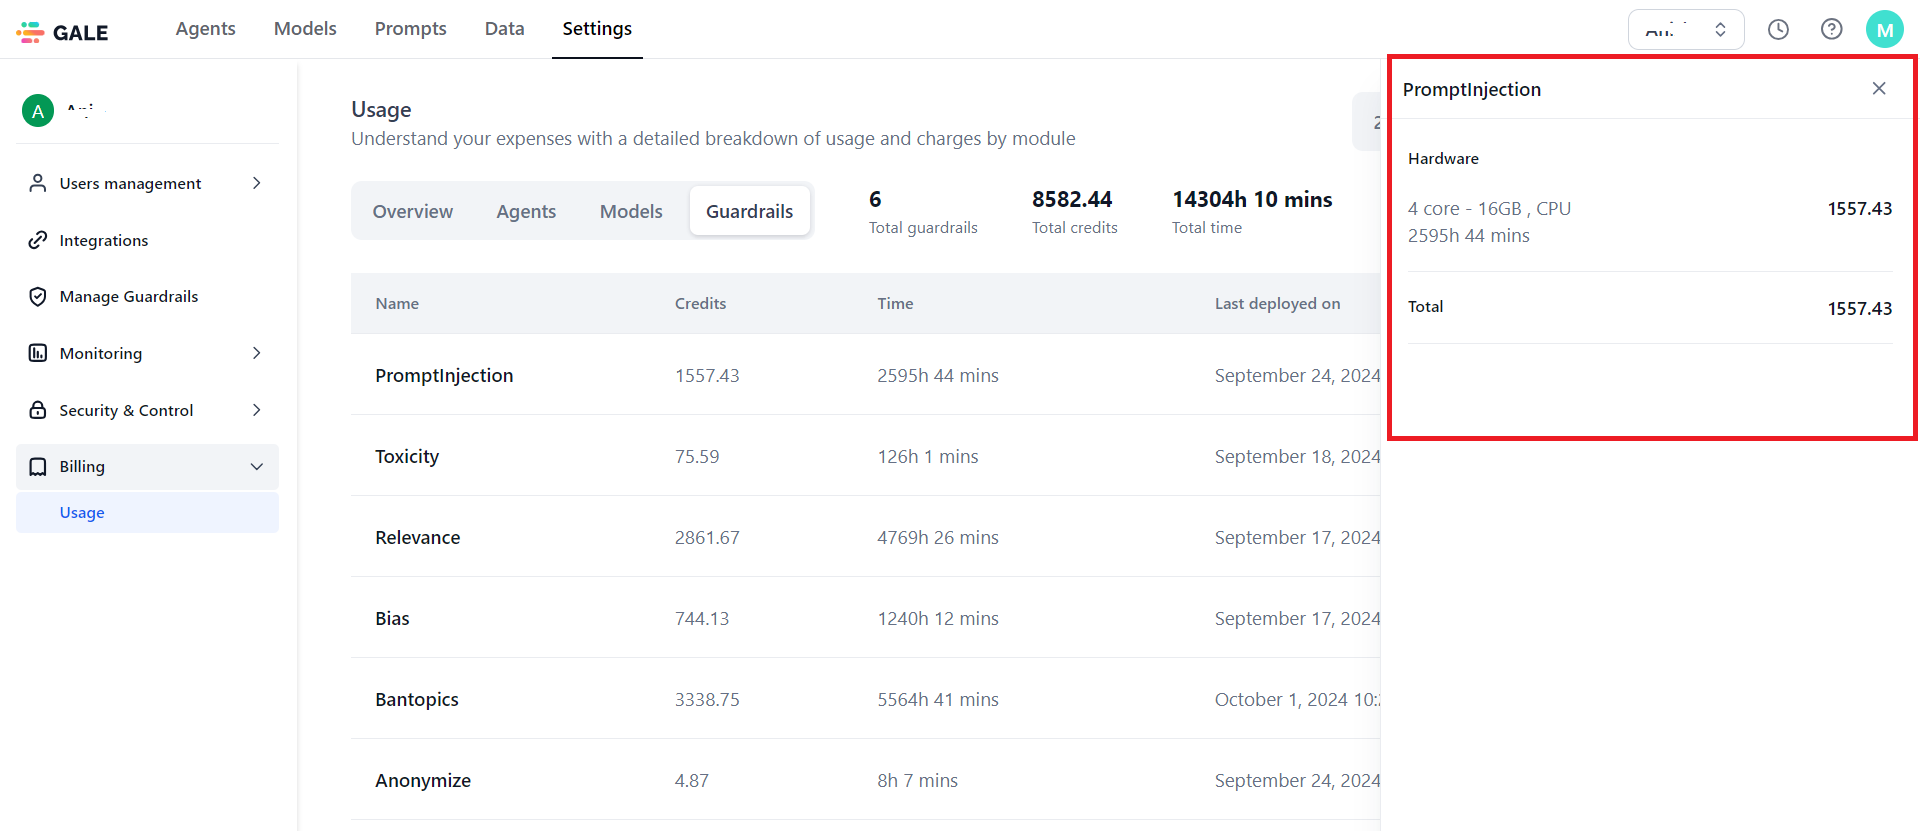 GALE
Agents
Models
Prompts
Data
Settings
M
A
Users management
Integrations
Manage Guardrails
Monitoring
Security & Control
Billing
Usage
Usage
Understand your expenses with a detailed breakdown of usage and charges by module
Overview
Agents
Models
Guardrails
6
Total guardrails
8582.44
Total credits
14304h 10 mins
Total time
Name Credits Time Last deployed on
PromptInjection 1557.43 2595h 44 mins September 24, 2024
Toxicity 75.59 126h 1 mins September 18, 2024
Relevance 2861.67 4769h 26 mins September 17, 2024
Bias 744.13 1240h 12 mins September 17, 2024
Bantopics 3338.75 5564h 41 mins October 1, 2024 10:
Anonymize 4.87 8h 7 mins September 24, 2024
PromptInjection
Hardware
4 core - 16GB , CPU 1557.43
2595h 44 mins
Total 1557.43